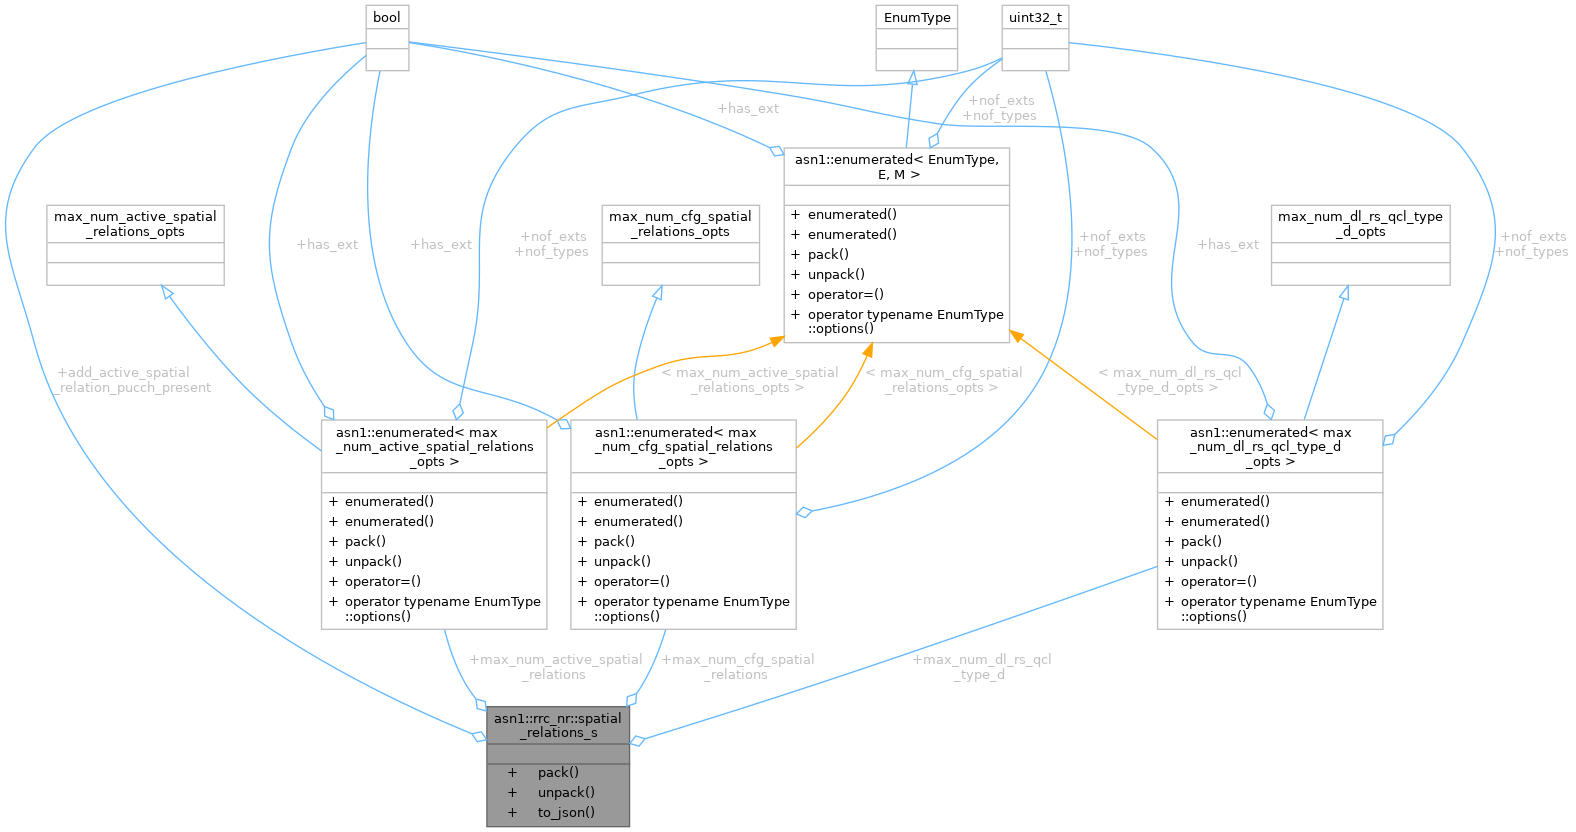 bool
EnumType
uint32_t
+has_ext
+nof_exts
+nof_types
asn1::enumerated< EnumType,
E, M >
+ enumerated()
+ enumerated()
+ pack()
+ unpack()
+ operator=()
+ operator typename EnumType
::options()
max_num_active_spatial
_relations_opts
+has_ext
+has_ext
+nof_exts
+nof_types
max_num_cfg_spatial
_relations_opts
+nof_exts
+nof_types
+has_ext
max_num_dl_rs_qcl_type
_d_opts
+nof_exts
+nof_types
+add_active_spatial
_relation_pucch_present
< max_num_active_spatial
_relations_opts >
< max_num_cfg_spatial
_relations_opts >
< max_num_dl_rs_qcl
_type_d_opts >
asn1::enumerated< max
_num_active_spatial_relations
_opts >
+ enumerated()
+ enumerated()
+ pack()
+ unpack()
+ operator=()
+ operator typename EnumType
::options()
asn1::enumerated< max
_num_cfg_spatial_relations
_opts >
+ enumerated()
+ enumerated()
+ pack()
+ unpack()
+ operator=()
+ operator typename EnumType
::options()
asn1::enumerated< max
_num_dl_rs_qcl_type_d
_opts >
+ enumerated()
+ enumerated()
+ pack()
+ unpack()
+ operator=()
+ operator typename EnumType
::options()
+max_num_active_spatial
_relations
+max_num_cfg_spatial
_relations
+max_num_dl_rs_qcl
_type_d
asn1::rrc_nr::spatial
_relations_s
+ pack()
+ unpack()
+ to_json()